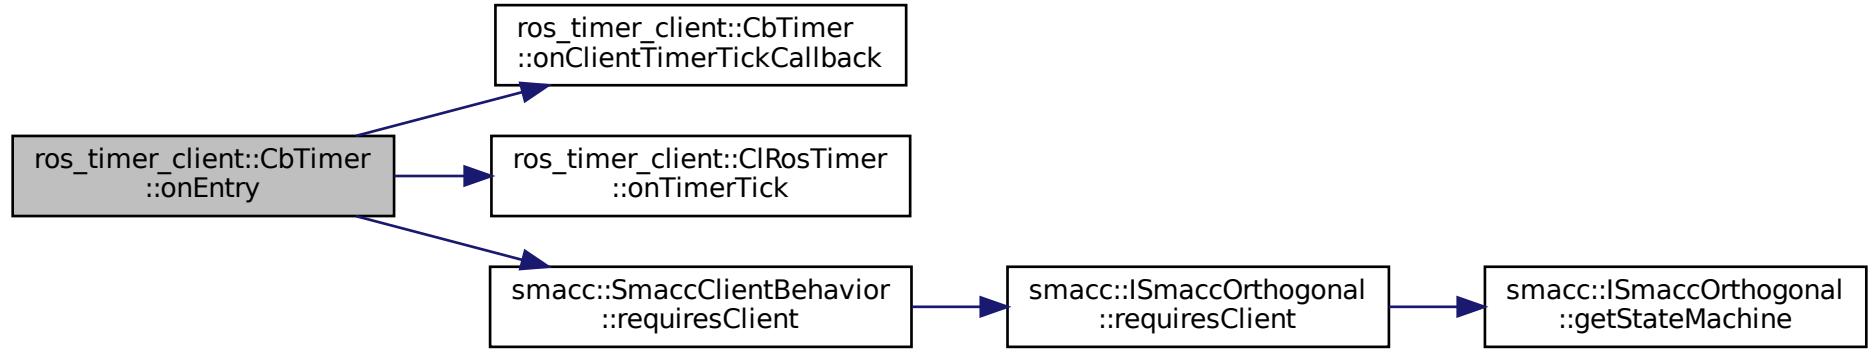 ros_timer_client::CbTimer
::onClientTimerTickCallback
ros_timer_client::CbTimer
::onEntry
ros_timer_client::ClRosTimer
::onTimerTick
smacc::SmaccClientBehavior
::requiresClient
smacc::ISmaccOrthogonal
::requiresClient
smacc::ISmaccOrthogonal
::getStateMachine